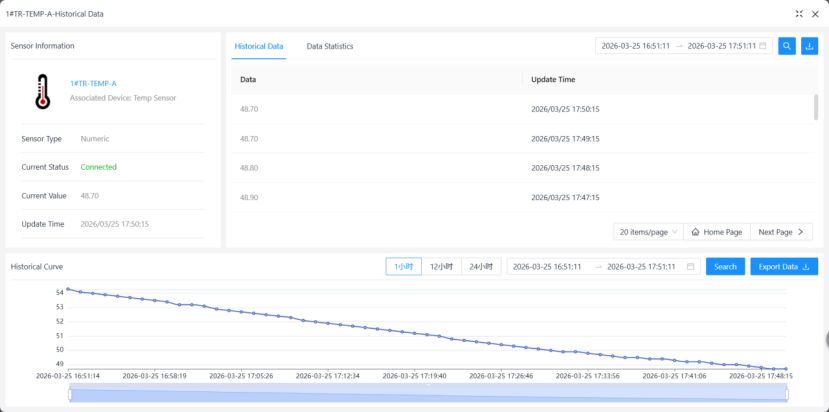 1#TR-TEMP-A-Historical Data
Sensor Information
1#TR-TEMP-A
Associated Device: Temp Sensor
Sensor Type Numeric
Current Status Connected
Current Value 48.70
Update Time 2026/03/25 17:50:15
Historical Data Data Statistics 2026-03-25 16:51:11 → 2026-03-25 17:51:11
Data Update Time
48.70 2026/03/25 17:50:15
48.70 2026/03/25 17:49:15
48.80 2026/03/25 17:48:15
48.90 2026/03/25 17:47:15
20 items/page Home Page Next Page
Historical Curve 1小时 12小时 24小时 2026-03-25 16:51:11 → 2026-03-25 17:51:11 Search Export Data
54
53
52
51
50
49
2026-03-25 16:51:14 2026-03-25 16:58:19 2026-03-25 17:05:26 2026-03-25 17:12:34 2026-03-25 17:19:40 2026-03-25 17:26:46 2026-03-25 17:33:56 2026-03-25 17:41:06 2026-03-25 17:48:15